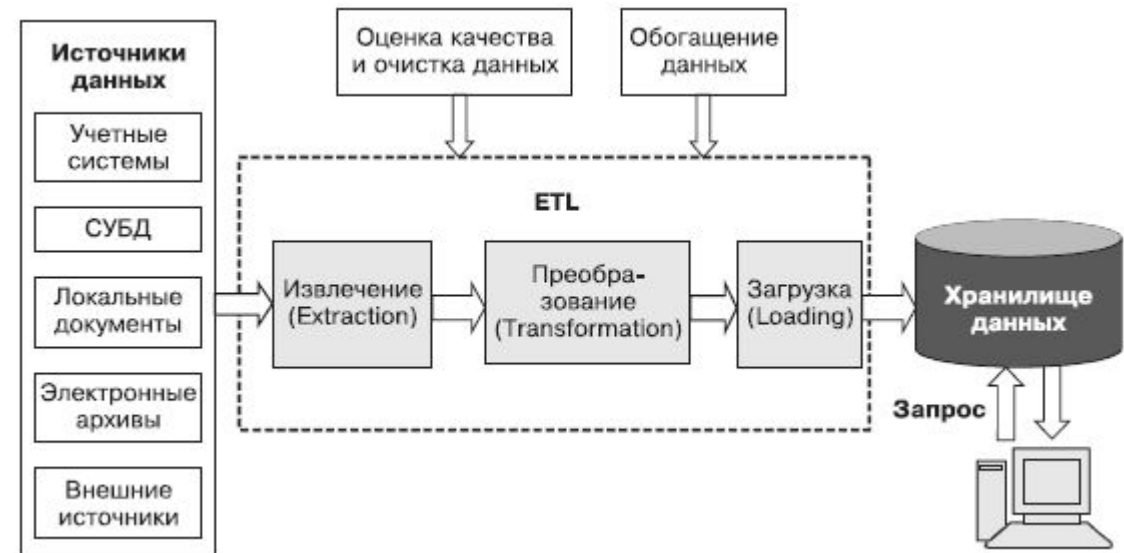 Источники
данных
Учетные
системы
СУБД
Локальные
документы
Электронные
архивы
Внешние
источники
Оценка качества
и очистка данных
Обогащение
данных
ETL
Извлечение
(Extraction)
Преобра-
зование
(Transformation)
Загрузка
(Loading)
Хранилище
данных
Запрос